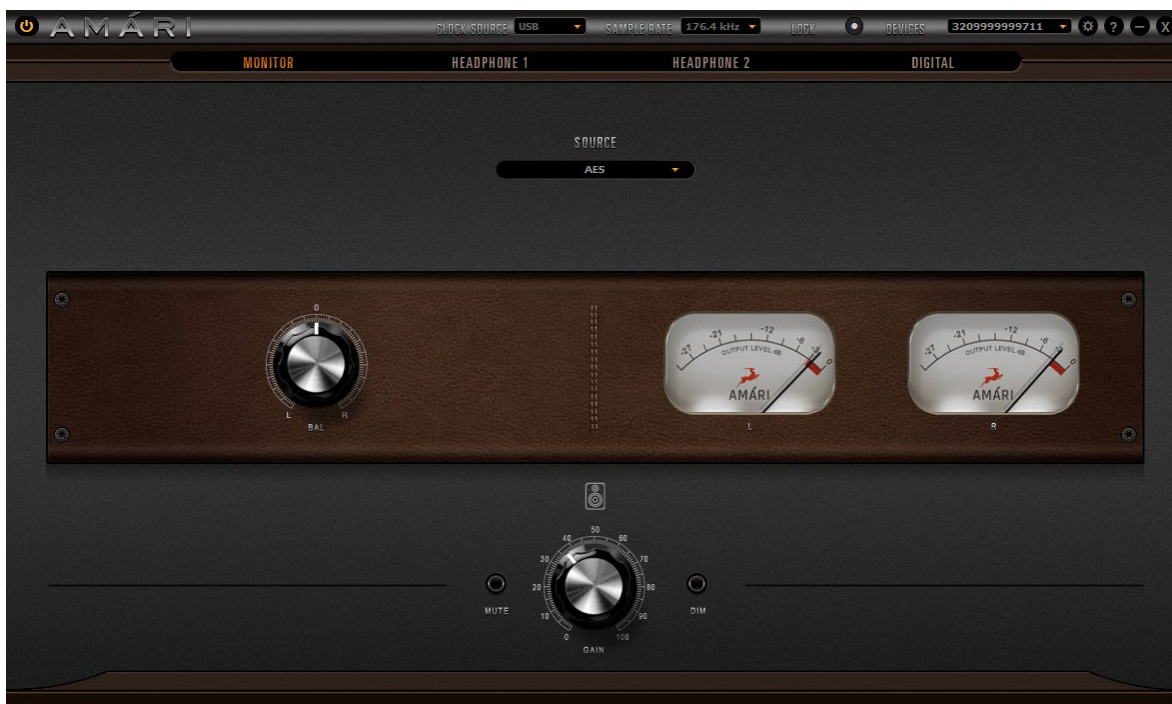 AMÁRI CLOCK SOURCE USB SAMPLE RATE 176.4 kHz LOCK DEVICES 3209999999711 ? – X
MONITOR HEADPHONE 1 HEADPHONE 2 DIGITAL
SOURCE
AES
0
L R
BAL
-27 -21 -12 -6 -3 0
OUTPUT LEVEL dB
AMÁRI
L
-27 -21 -12 -6 -3 0
OUTPUT LEVEL dB
AMÁRI
R
0 10 20 30 40 50 60 70 80 90 100
MUTE
GAIN
DIM